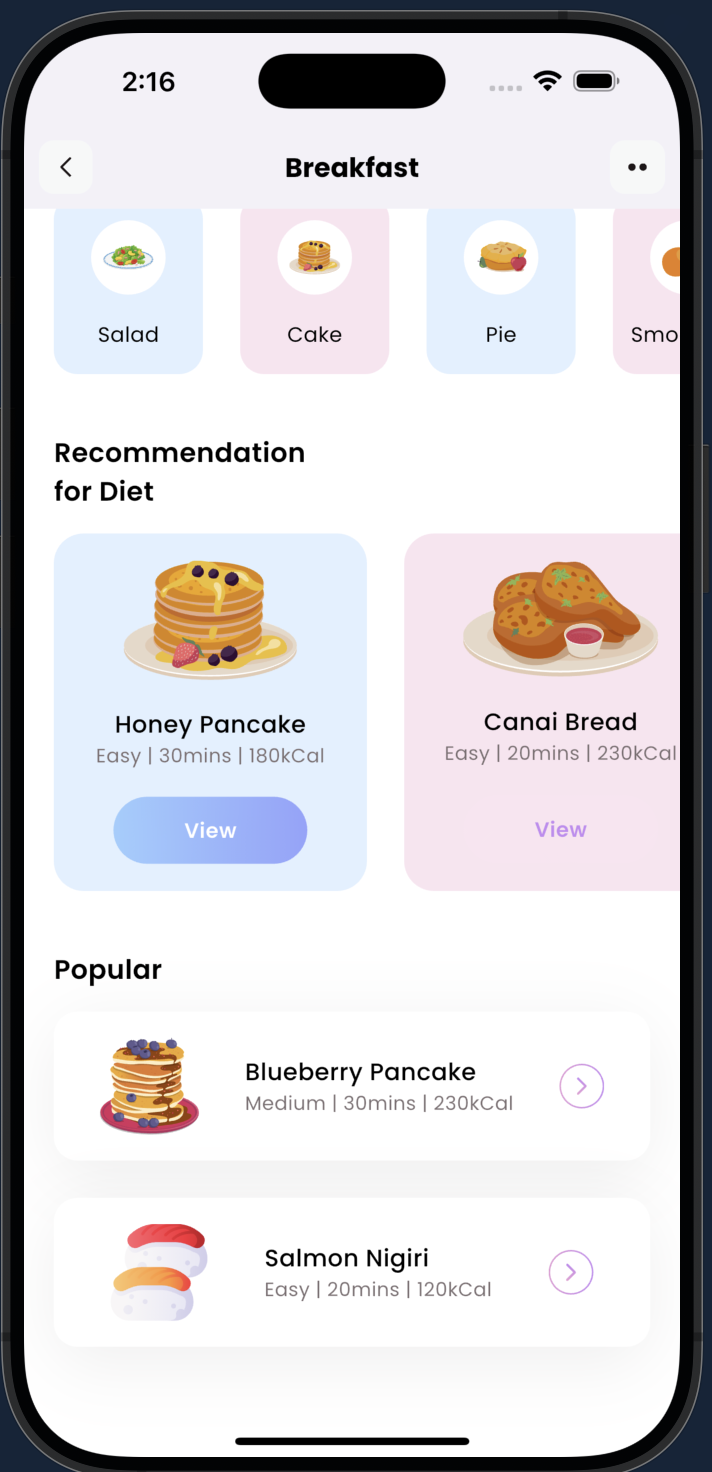 2:16
Breakfast
Salad
Cake
Pie
Smo
Recommendation
for Diet
Honey Pancake
Easy | 30mins | 180kCal
View
Canai Bread
Easy | 20mins | 230kCal
View
Popular
Blueberry Pancake
Medium | 30mins | 230kCal
Salmon Nigiri
Easy | 20mins | 120kCal